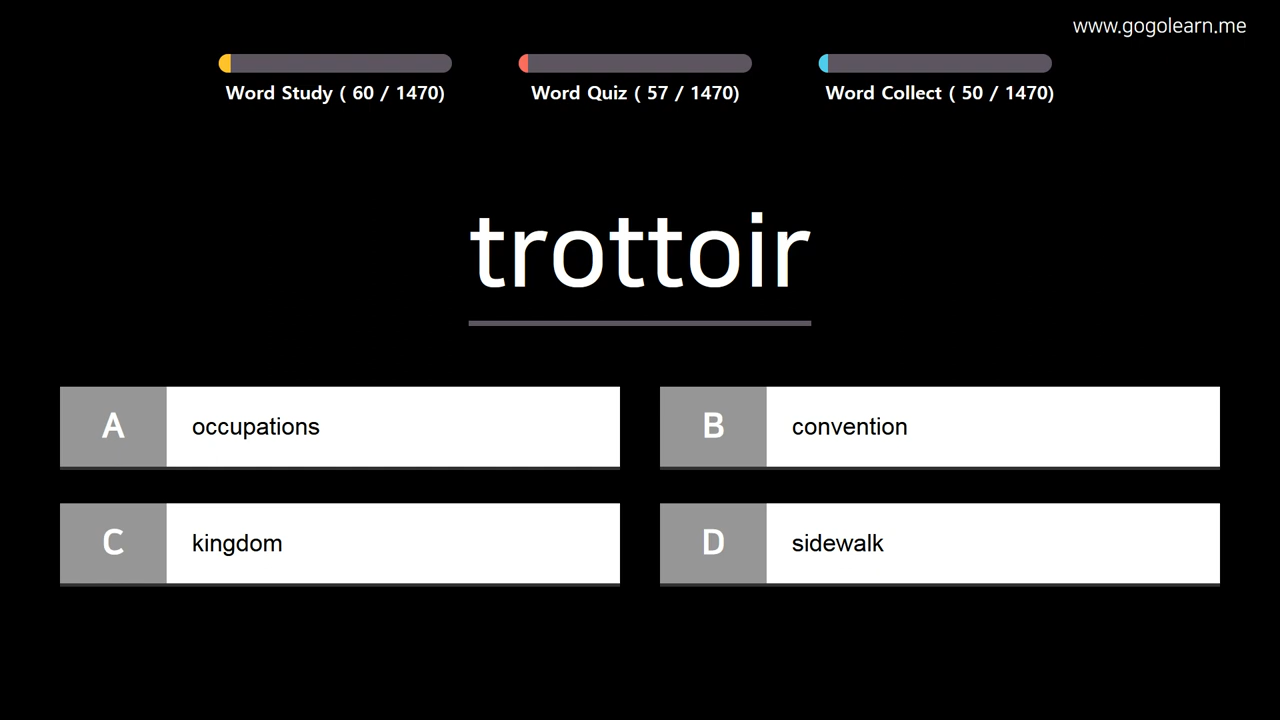 www.gogolearn.me
Word Study ( 60 / 1470)
Word Quiz ( 57 / 1470)
Word Collect ( 50 / 1470)
trottoir
A occupations
B convention
C kingdom
D sidewalk